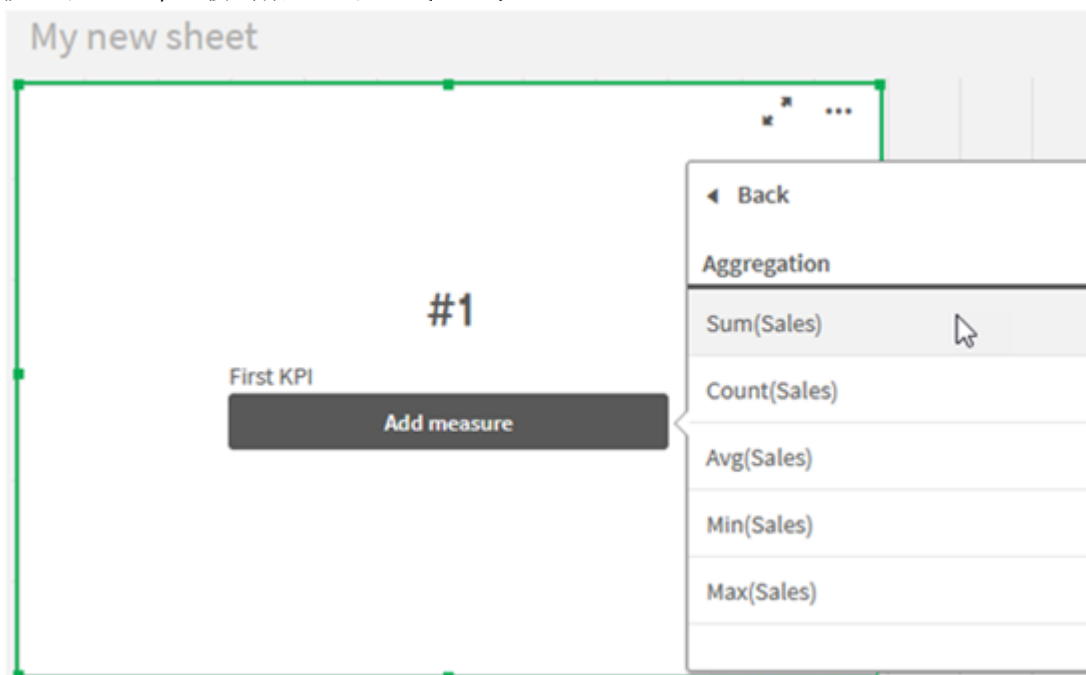 My new sheet
◀ Back
Aggregation
#1
Sum(Sales)
First KPI
Count(Sales)
Add measure
Avg(Sales)
Min(Sales)
Max(Sales)